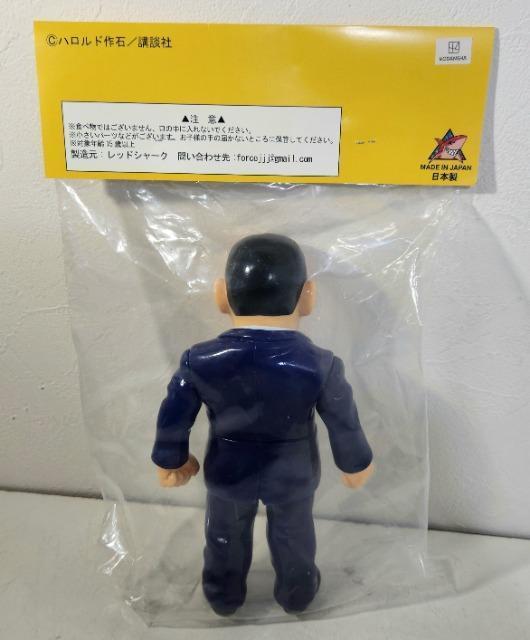 ©ハロルド作石／講談社
KODANSHA
▲注　意▲
※食べ物ではございません、口の中に入れないでください。
※小さいパーツなどがございます。お子様の手の届かないところに保管してください。
※対象年齢15歳以上
製造元：レッドシャーク　問い合わせ先：forcojj@gmail.com
MADE IN JAPAN
日本製